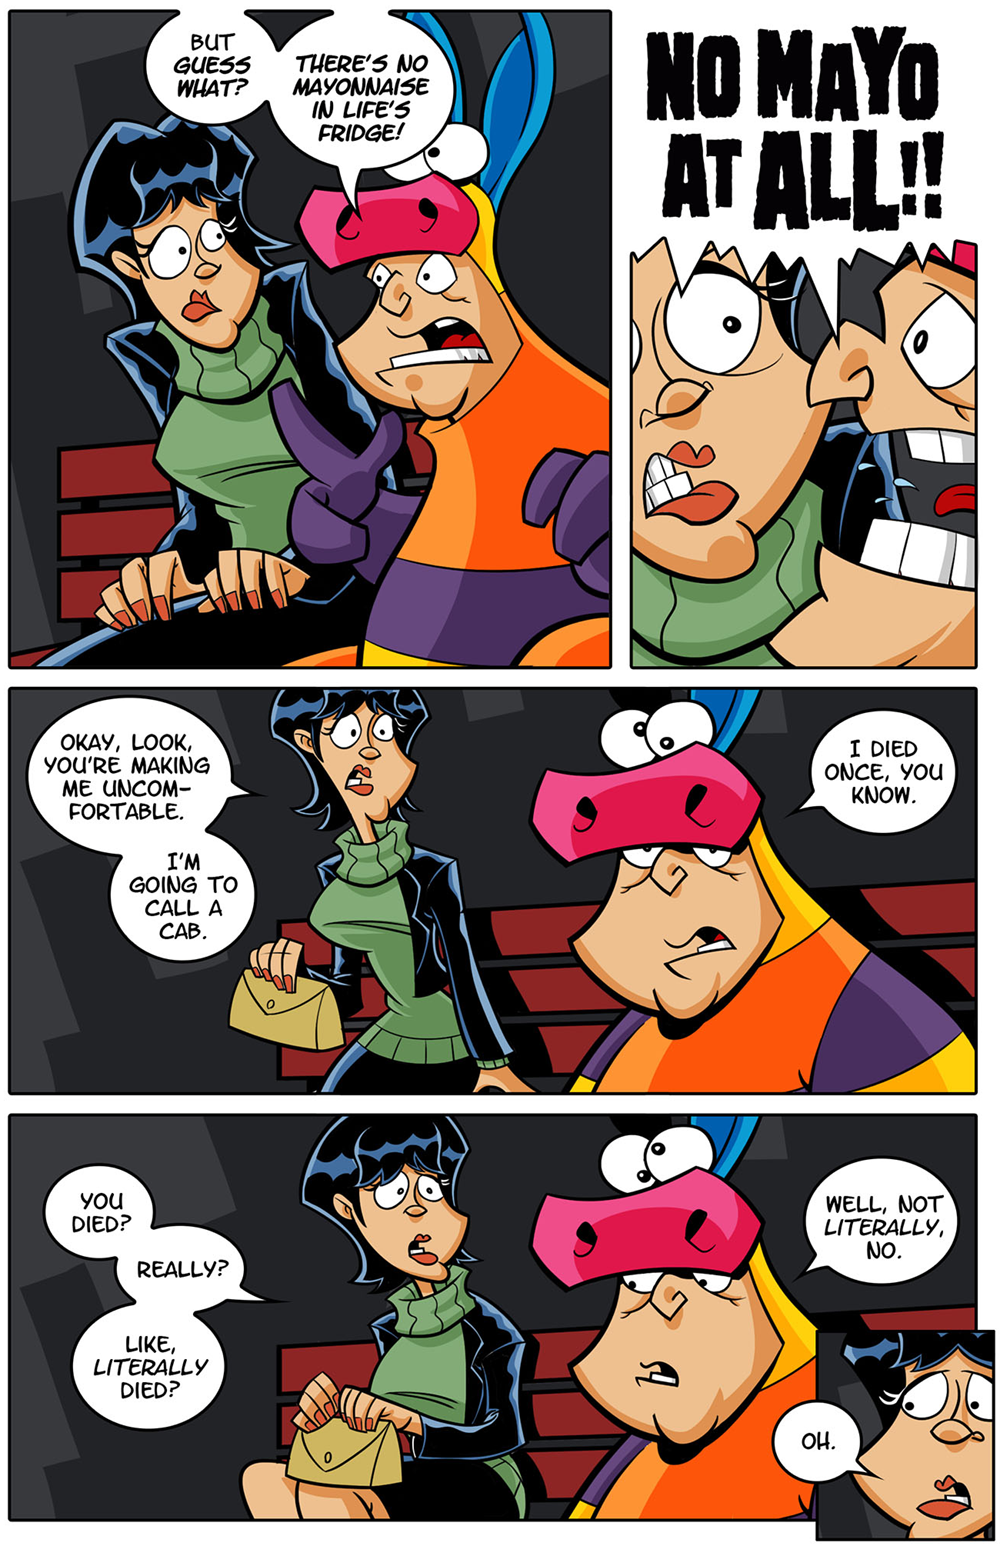 BUT
GUESS
WHAT?
THERE'S NO
MAYONNAISE
IN LIFE'S
FRIDGE!
NO MAYO
AT ALL!!
OKAY, LOOK,
YOU'RE MAKING
ME UNCOM-
FORTABLE.
I'M
GOING TO
CALL A
CAB.
I DIED
ONCE, YOU
KNOW.
YOU
DIED?
REALLY?
LIKE,
LITERALLY
DIED?
WELL, NOT
LITERALLY,
NO.
OH.